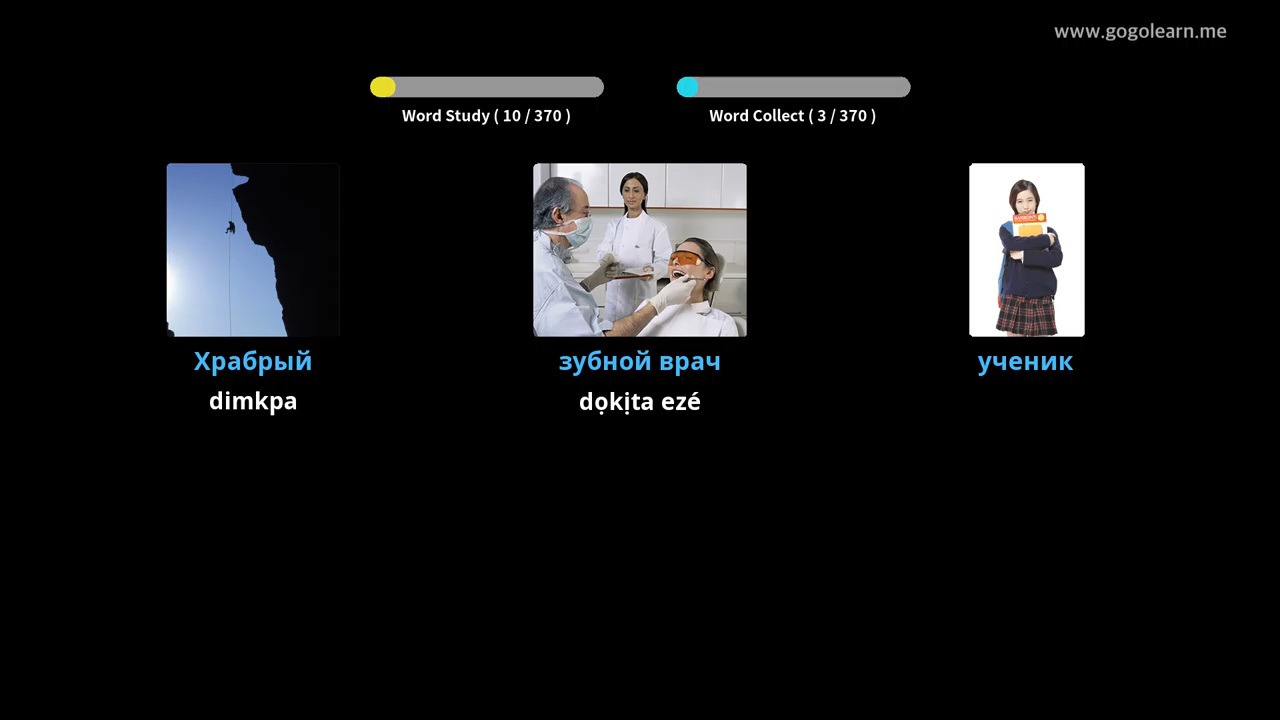 www.gogolearn.me
Word Study ( 10 / 370 )
Word Collect ( 3 / 370 )
Храбрый
зубной врач
ученик
dimkpa
dọkịta ezé